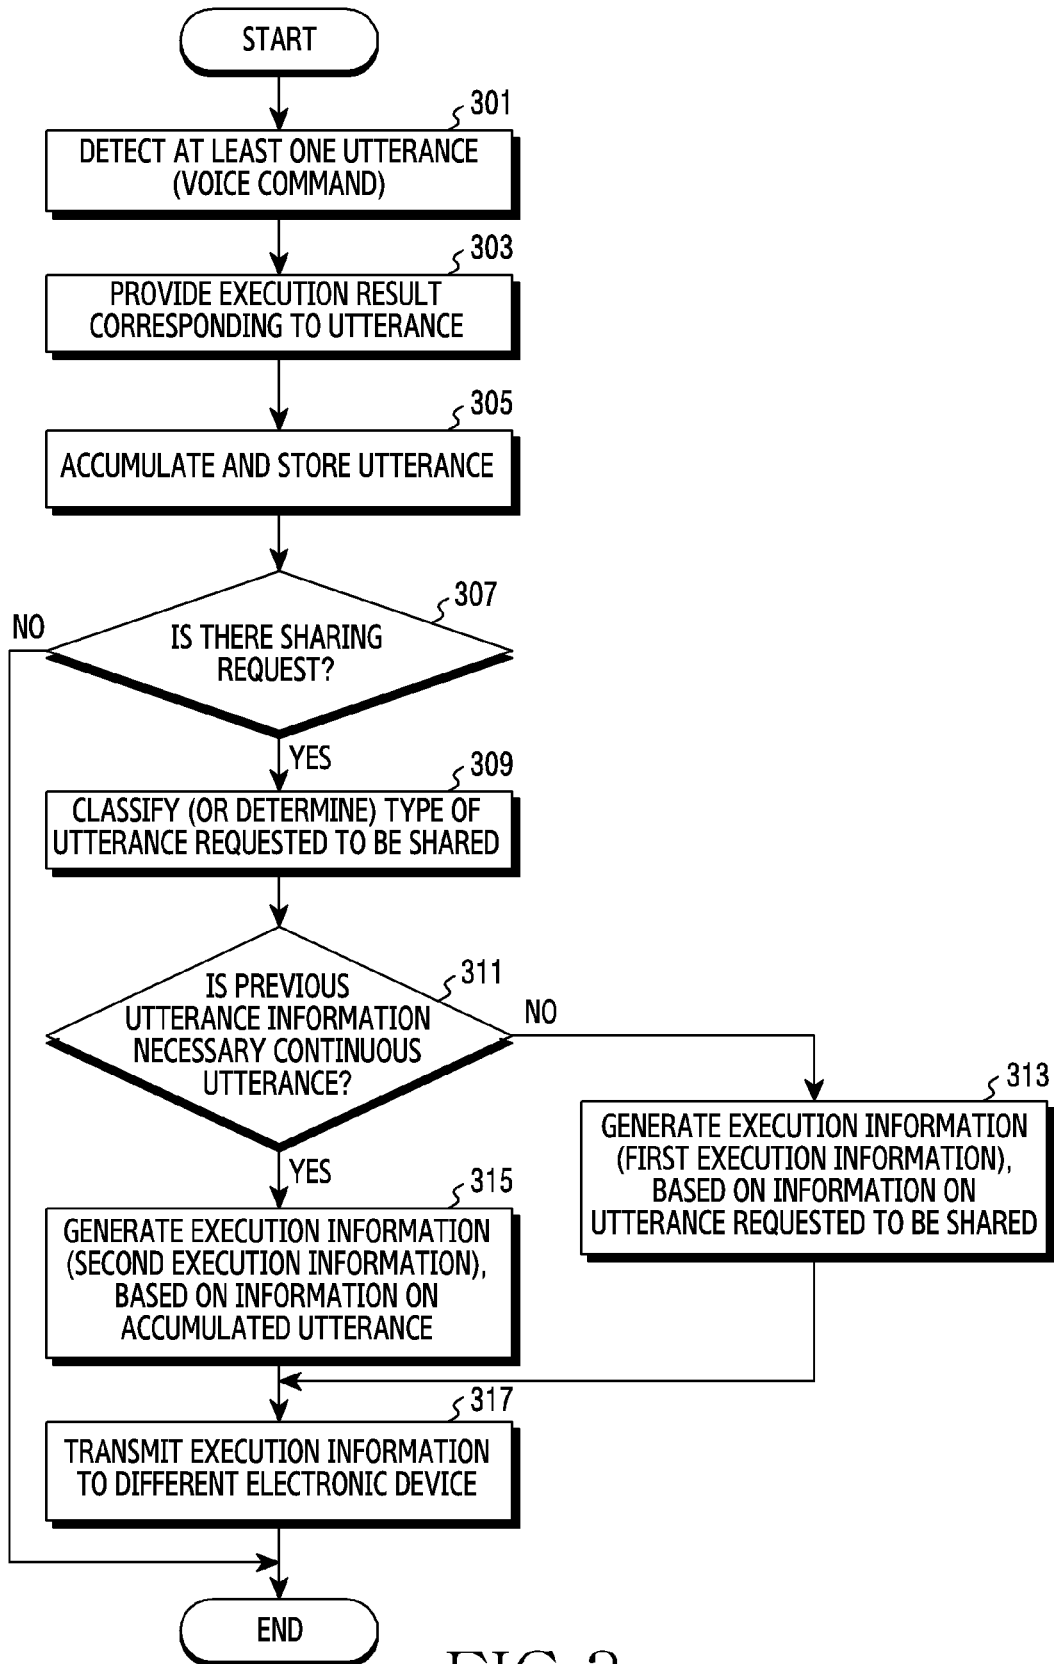 START
301
DETECT AT LEAST ONE UTTERANCE
(VOICE COMMAND)
303
PROVIDE EXECUTION RESULT
CORRESPONDING TO UTTERANCE
305
ACCUMULATE AND STORE UTTERANCE
307
NO
IS THERE SHARING
REQUEST?
YES
309
CLASSIFY (OR DETERMINE) TYPE OF
UTTERANCE REQUESTED TO BE SHARED
311
IS PREVIOUS
UTTERANCE INFORMATION
NECESSARY CONTINUOUS
UTTERANCE?
NO
313
GENERATE EXECUTION INFORMATION
(FIRST EXECUTION INFORMATION),
BASED ON INFORMATION ON
UTTERANCE REQUESTED TO BE SHARED
YES
315
GENERATE EXECUTION INFORMATION
(SECOND EXECUTION INFORMATION),
BASED ON INFORMATION ON
ACCUMULATED UTTERANCE
317
TRANSMIT EXECUTION INFORMATION
TO DIFFERENT ELECTRONIC DEVICE
END